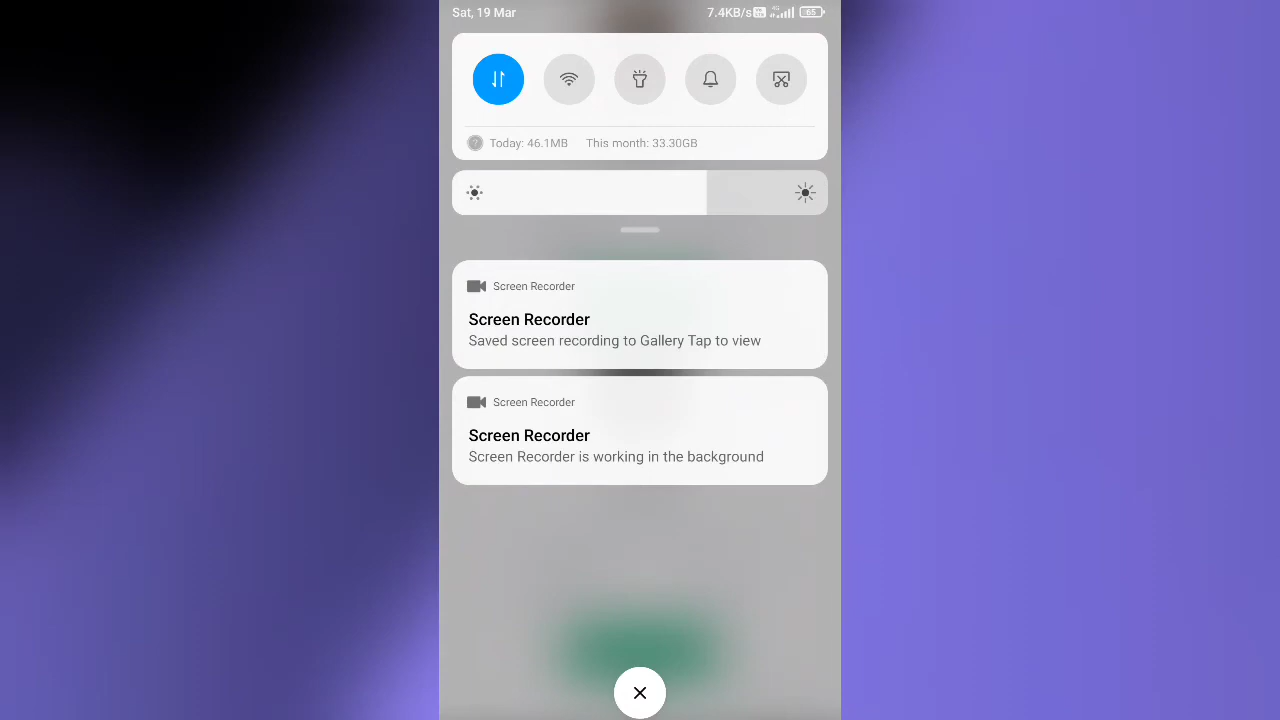 Sat, 19 Mar 7.4KB/s 4G 65
Today: 46.1MB This month: 33.30GB
Screen Recorder
Screen Recorder
Saved screen recording to Gallery Tap to view
Screen Recorder
Screen Recorder
Screen Recorder is working in the background